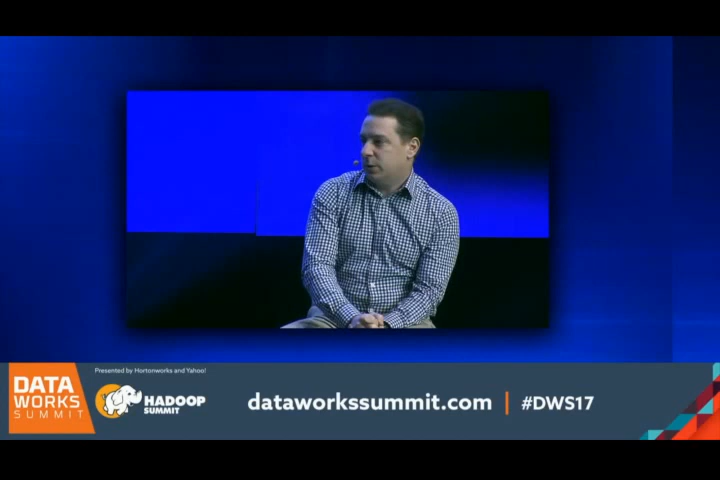 Presented by Hortonworks and Yahoo!
DATA
WORKS
SUMMIT
HADOOP
SUMMIT
dataworkssummit.com
#DWS17